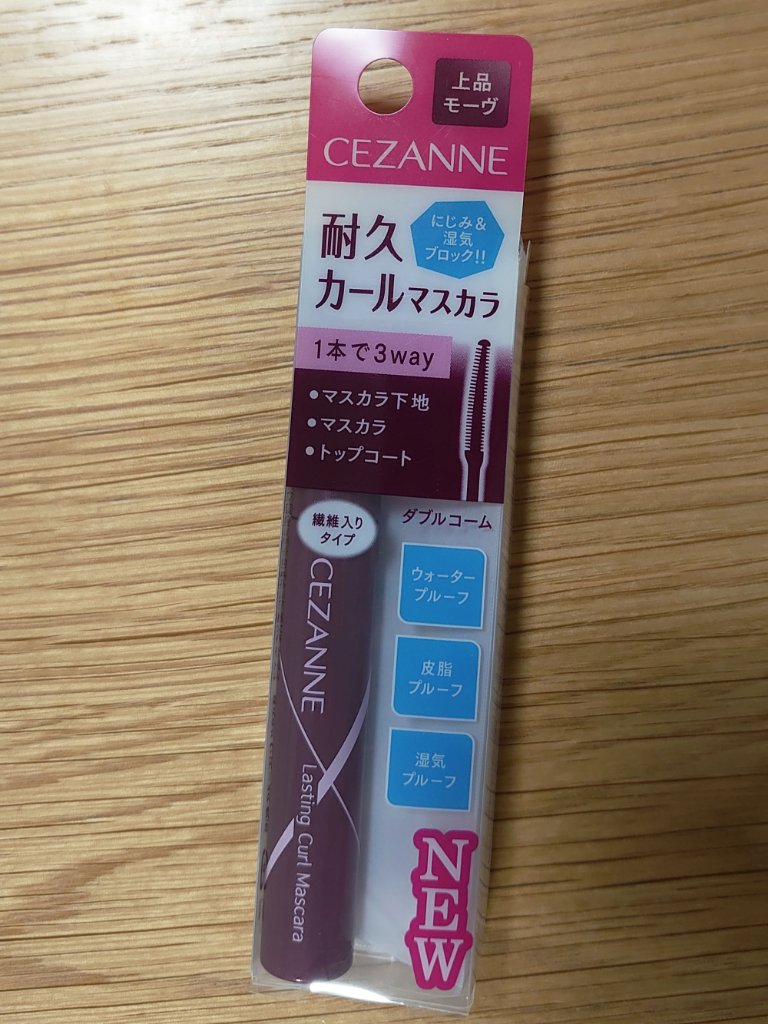 上品
モーヴ
CEZANNE
にじみ&
湿気
ブロック!!
耐久
カールマスカラ
1本で3way
•マスカラ下地
•マスカラ
•トップコート
繊維入り
タイプ
ダブルコーム
ウォーター
プルーフ
皮脂
プルーフ
湿気
プルーフ
CEZANNE
Lasting Curl Mascara
NEW